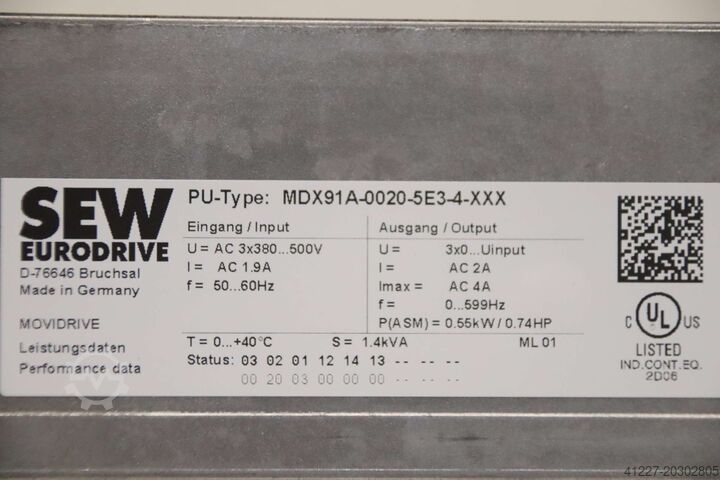 SEW
EURODRIVE
D-76646 Bruchsal
Made in Germany
MOVIDRIVE
Leistungsdaten
Performance data
PU-Type: MDX91A-0020-5E3-4-XXX
Eingang / Input
U = AC 3x380...500V
I = AC 1.9A
f = 50...60Hz
Ausgang / Output
U = 3x0...Uinput
I = AC 2A
Imax = AC 4A
f = 0...599Hz
P(ASM) = 0.55kW / 0.74HP
T = 0...+40°C S = 1.4kVA ML 01
Status: 03 02 01 12 14 13 -- -- -- --
00 20 03 00 00 00 -- -- -- --
C UL US
LISTED
IND.CONT.EQ.
2D06
41227-20302805